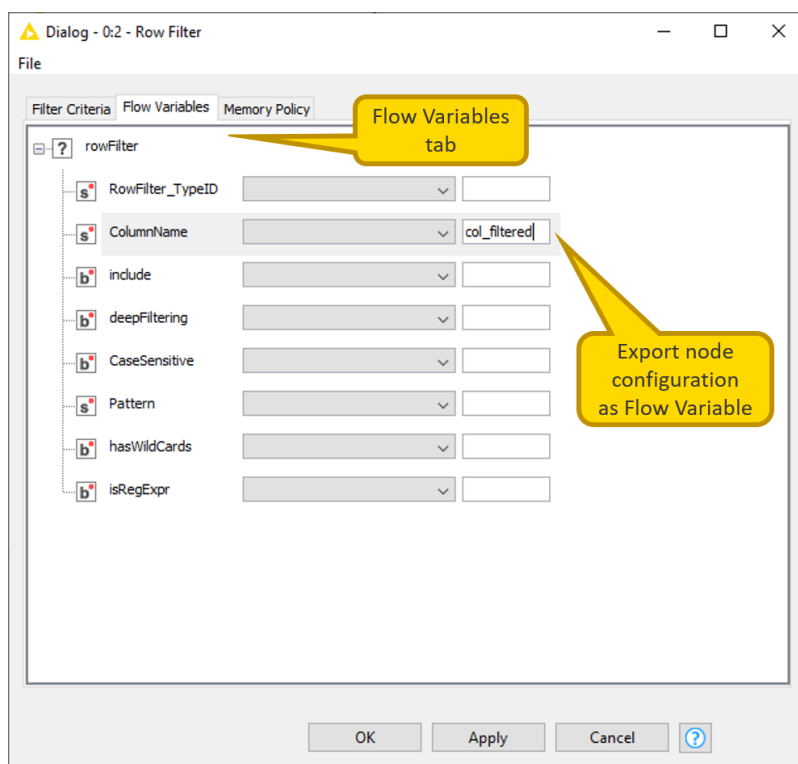 Dialog - 0:2 - Row Filter
File
Filter Criteria Flow Variables Memory Policy
Flow Variables
tab
? rowFilter
s RowFilter_TypeID
s ColumnName col_filtered
b include
b deepFiltering
b CaseSensitive
s Pattern
b hasWildCards
b isRegExpr
Export node
configuration
as Flow Variable
OK Apply Cancel ?